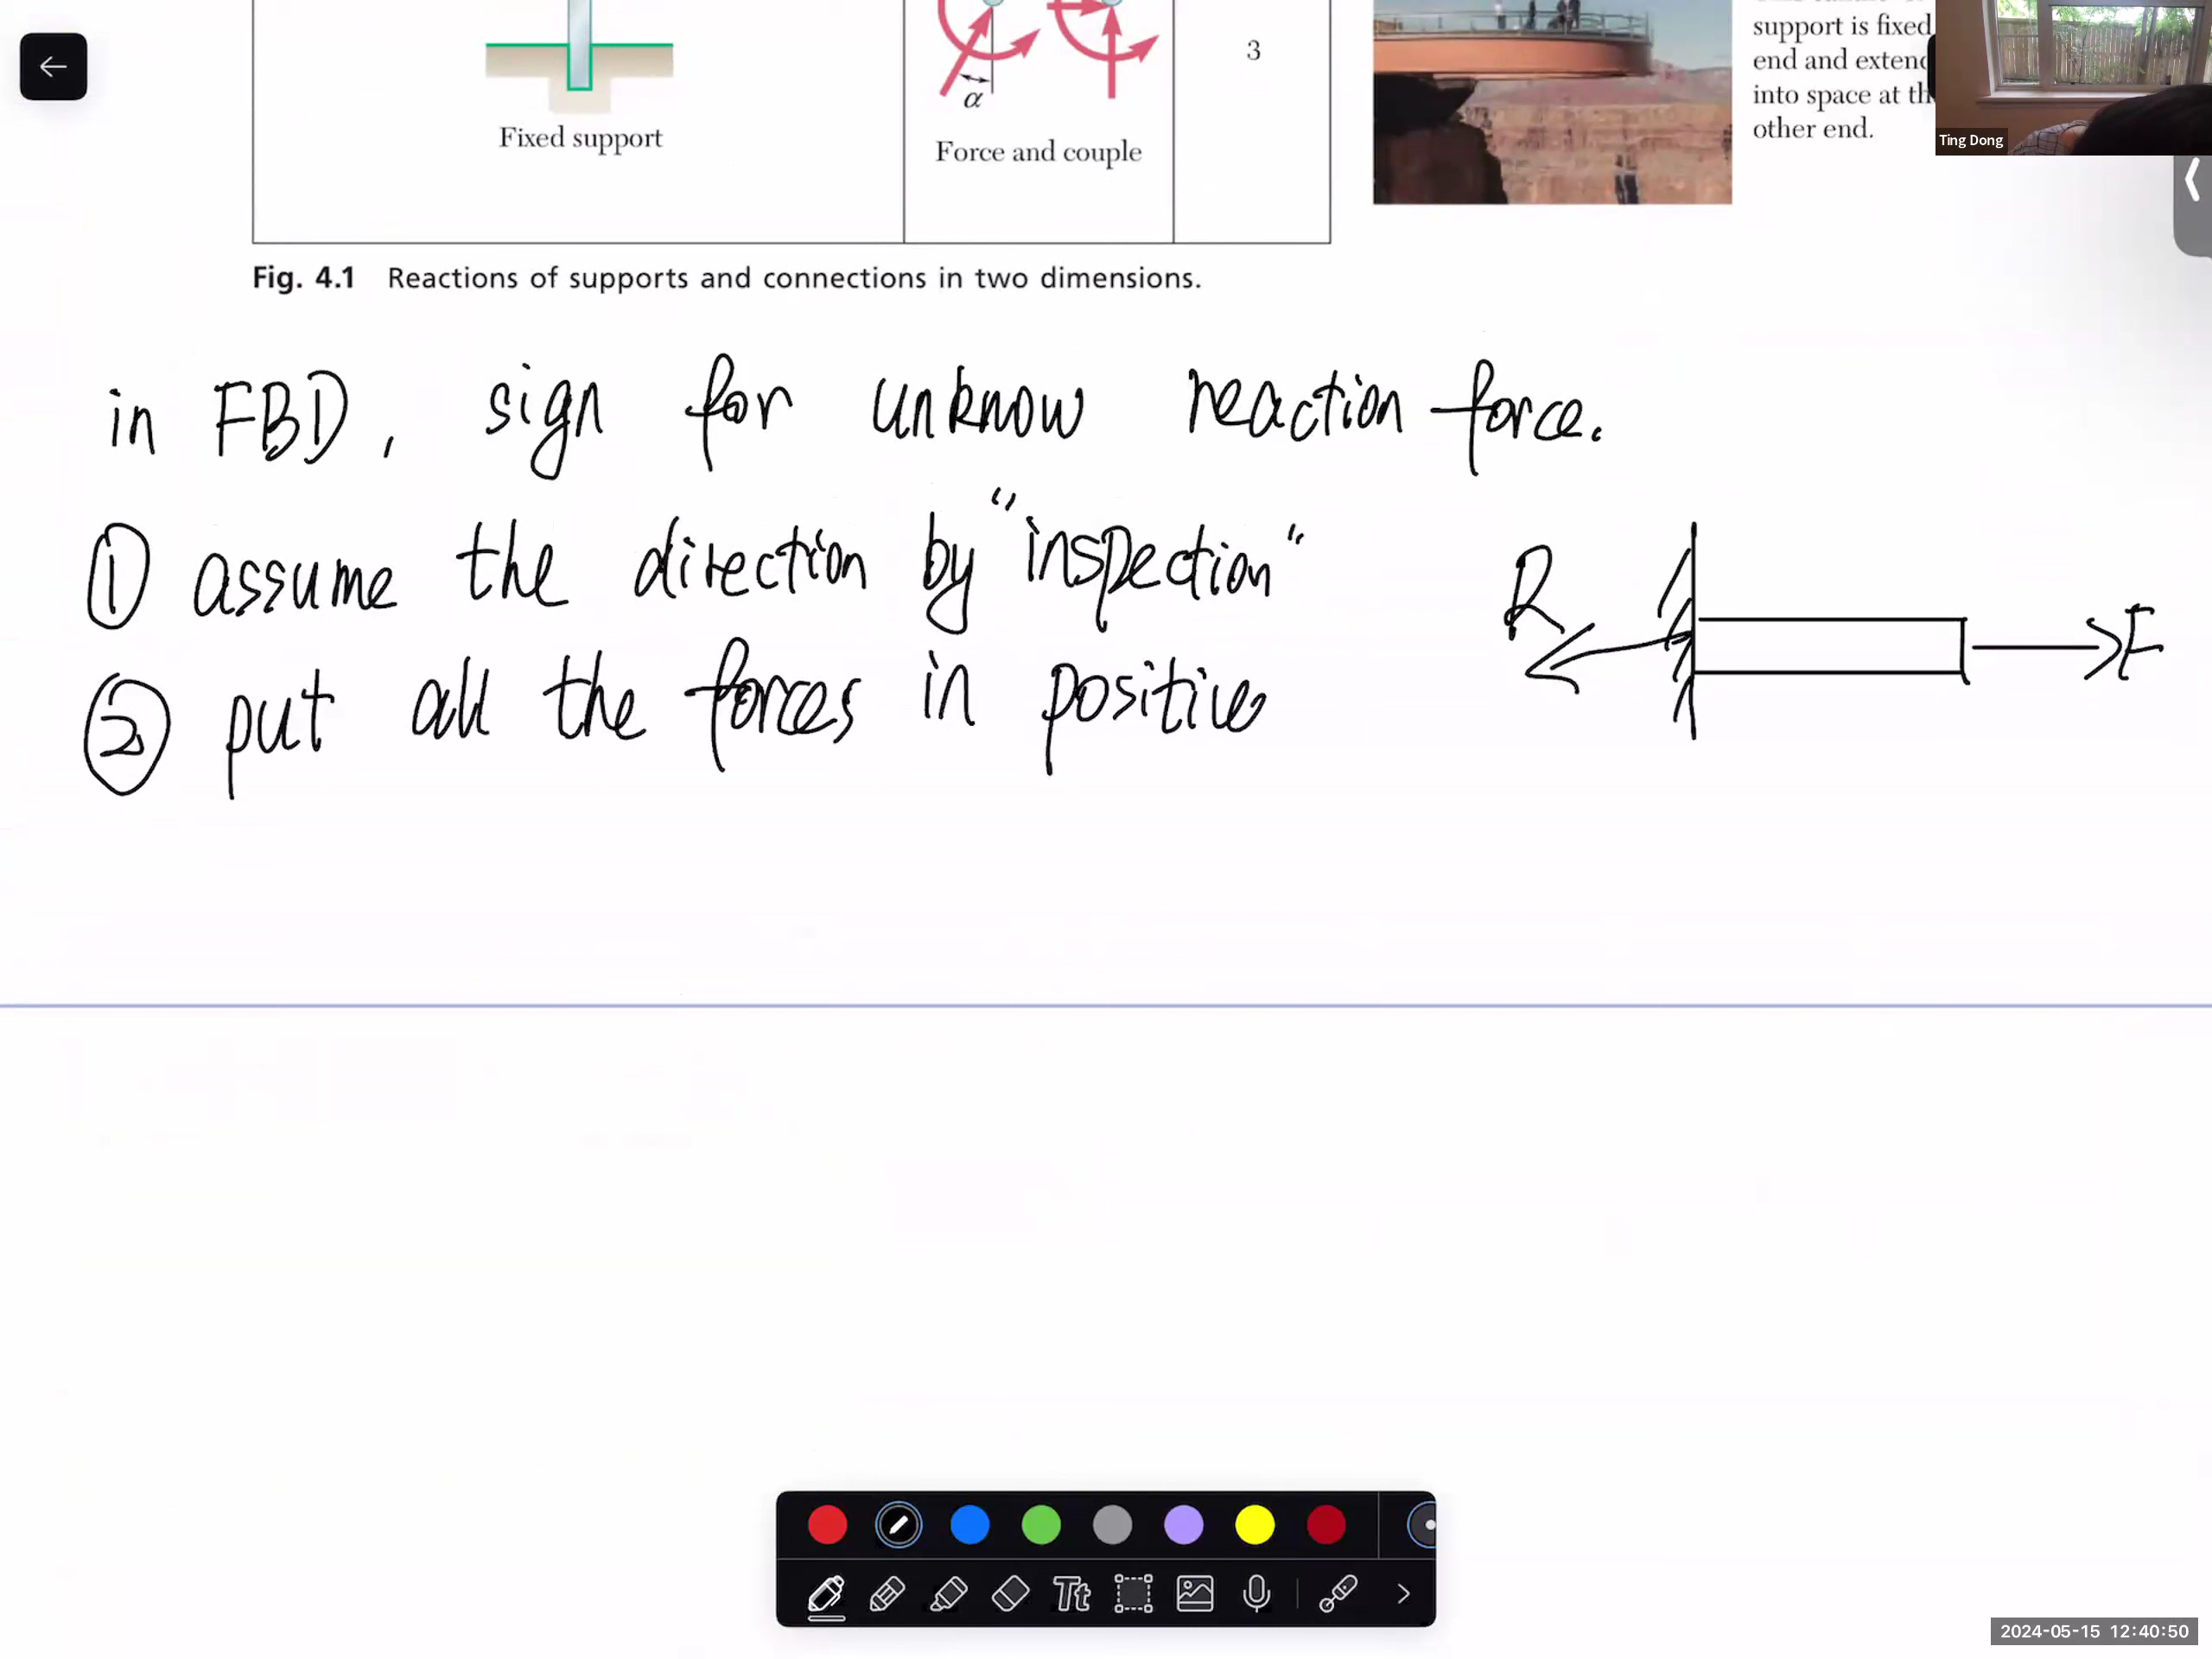 support is fixed
end and extend
into space at th
other end.
Ting Dong
α
3
Fixed support
Force and couple
Fig. 4.1 Reactions of supports and connections in two dimensions.
in FBD, sign for unknow reaction force.
① assume the direction by "inspection"
② put all the forces in positive
R
F
Tt
2024-05-15 12:40:50